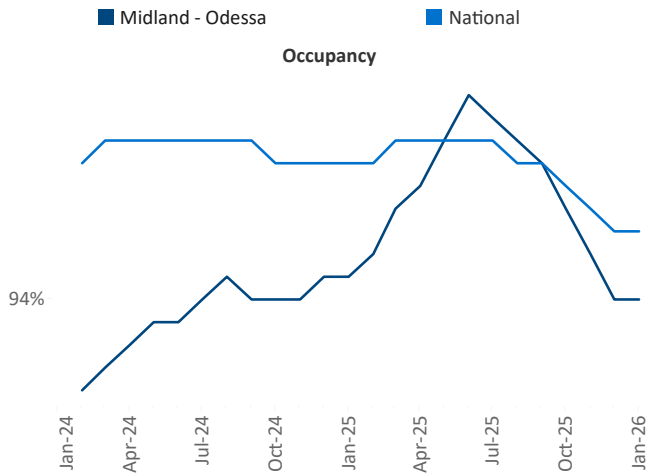 Midland - Odessa
National
Occupancy
94%
Jan-24
Apr-24
Jul-24
Oct-24
Jan-25
Apr-25
Jul-25
Oct-25
Jan-26